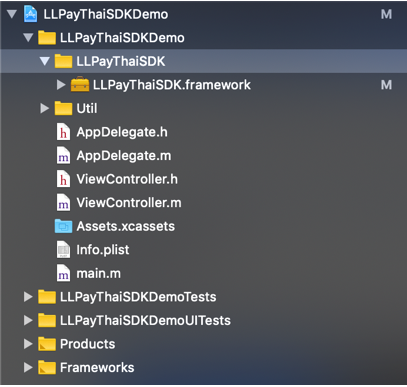 LLPayThaiSDKDemo M
LLPayThaiSDKDemo
LLPayThaiSDK
LLPayThaiSDK.framework M
Util
h AppDelegate.h
m AppDelegate.m
h ViewController.h
m ViewController.m
Assets.xcassets
Info.plist
m main.m
LLPayThaiSDKDemoTests
LLPayThaiSDKDemoUITests
Products
Frameworks